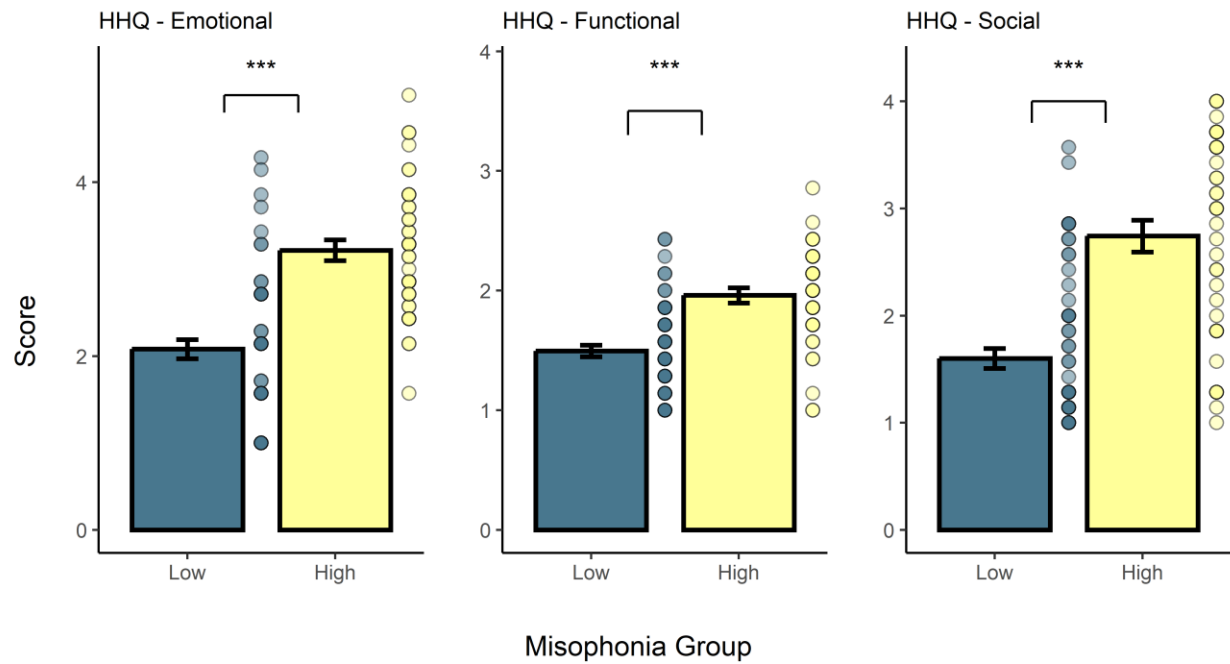 HHQ - Emotional
HHQ - Functional
HHQ - Social
***
***
***
Score
4
2
0
4
3
2
1
0
4
3
2
1
0
Low
High
Low
High
Low
High
Misophonia Group